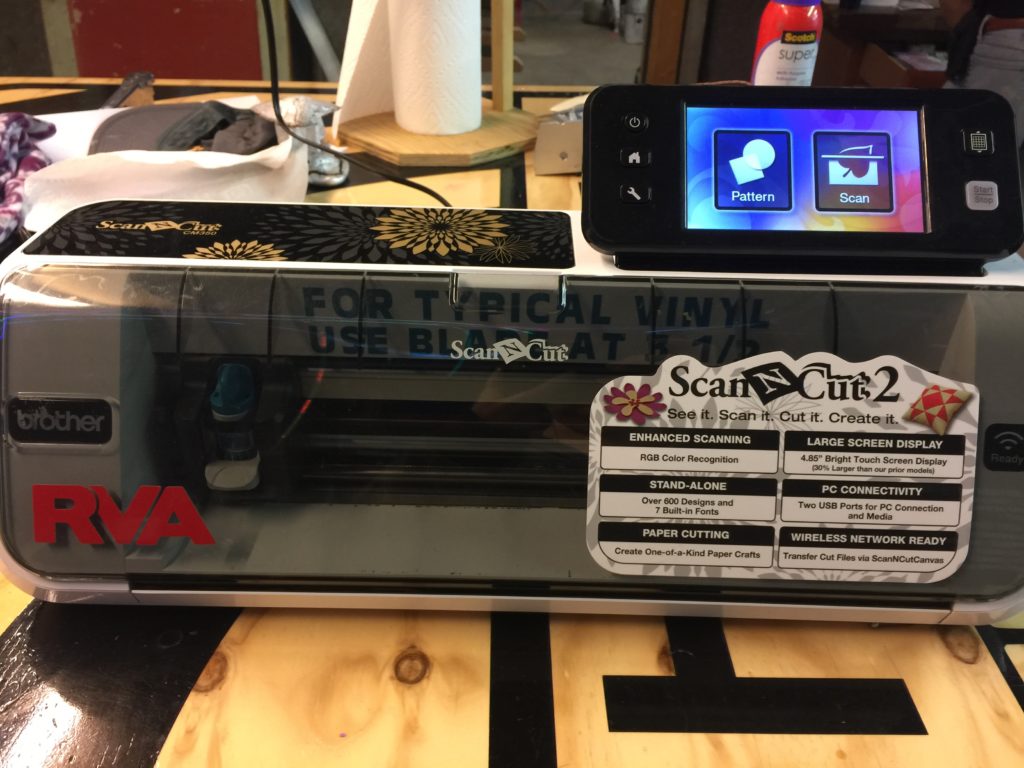 Scotch
super
Pattern
Scan
Start
Stop
ScanNCut
CM350
FOR TYPICAL VINYL
USE BLADE AT 3 1/2
ScanNCut
ScanNCut 2
See it. Scan it. Cut it. Create it.
ENHANCED SCANNING
RGB Color Recognition
LARGE SCREEN DISPLAY
4.85" Bright Touch Screen Display
(30% Larger than our prior models)
STAND-ALONE
Over 600 Designs and
7 Built-in Fonts
PC CONNECTIVITY
Two USB Ports for PC Connection
and Media
PAPER CUTTING
Create One-of-a-Kind Paper Crafts
WIRELESS NETWORK READY
Transfer Cut Files via ScanNCutCanvas
brother
Ready
RVA